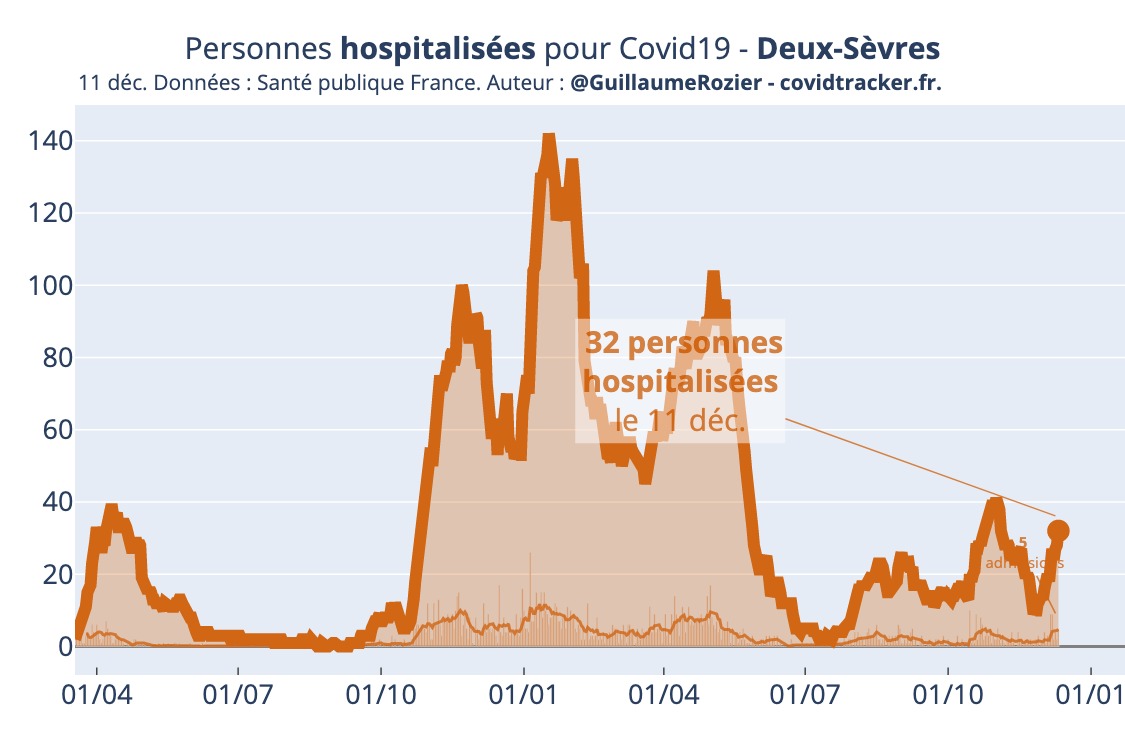 Personnes hospitalisées pour Covid19 - Deux-Sèvres
11 déc. Données : Santé publique France. Auteur : @GuillaumeRozier - covidtracker.fr.
140
120
100
80
60
40
20
0
32 personnes
hospitalisées
le 11 déc.
5
admissions
01/04
01/07
01/10
01/01
01/04
01/07
01/10
01/01